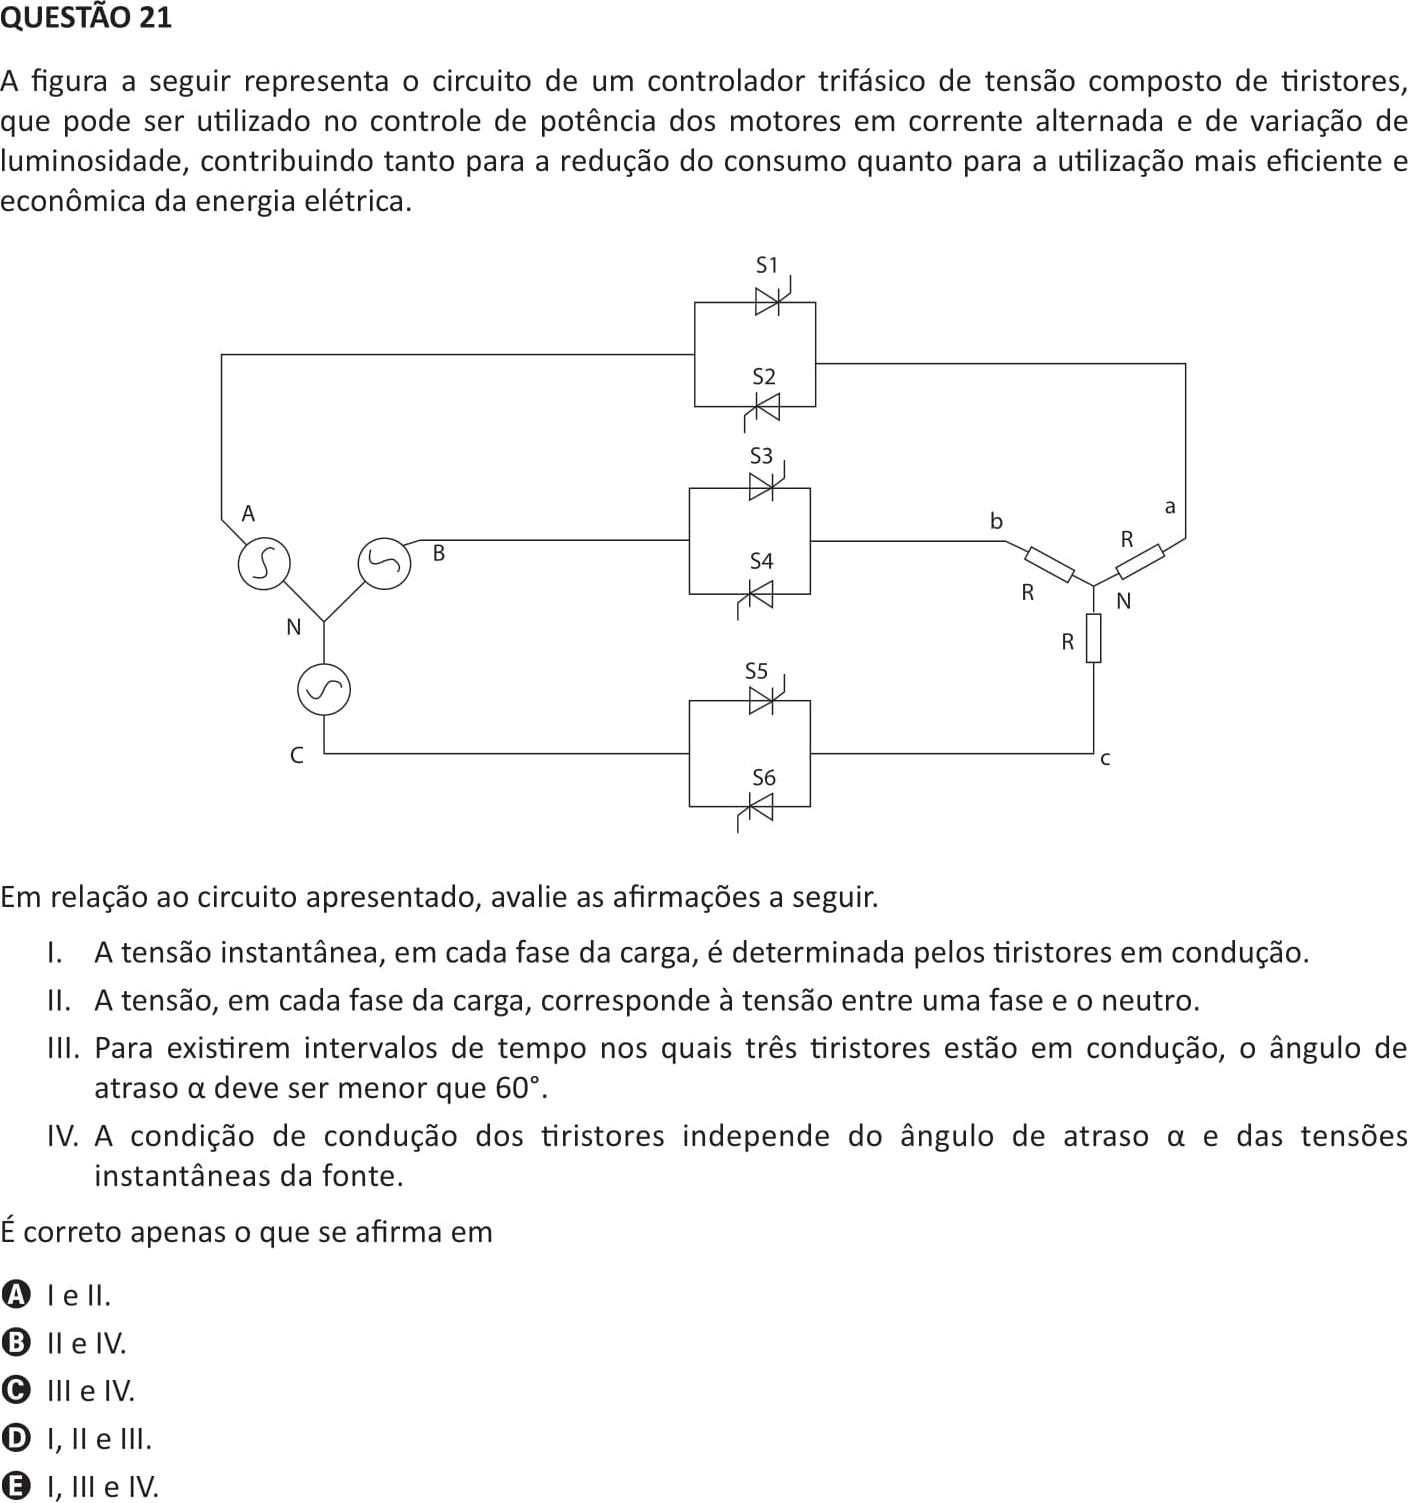 QUESTÃO 21
A figura a seguir representa o circuito de um controlador trifásico de tensão composto de tiristores,
que pode ser utilizado no controle de potência dos motores em corrente alternada e de variação de
luminosidade, contribuindo tanto para a redução do consumo quanto para a utilização mais eficiente e
econômica da energia elétrica.
S1
S2
S3
A
a
b
B
S4
R
R
N
N
R
S5
C
c
S6
Em relação ao circuito apresentado, avalie as afirmações a seguir.
I. A tensão instantânea, em cada fase da carga, é determinada pelos tiristores em condução.
II. A tensão, em cada fase da carga, corresponde à tensão entre uma fase e o neutro.
III. Para existirem intervalos de tempo nos quais três tiristores estão em condução, o ângulo de
atraso α deve ser menor que 60°.
IV. A condição de condução dos tiristores independe do ângulo de atraso α e das tensões
instantâneas da fonte.
É correto apenas o que se afirma em
A I e II.
B II e IV.
C III e IV.
D I, II e III.
E I, III e IV.